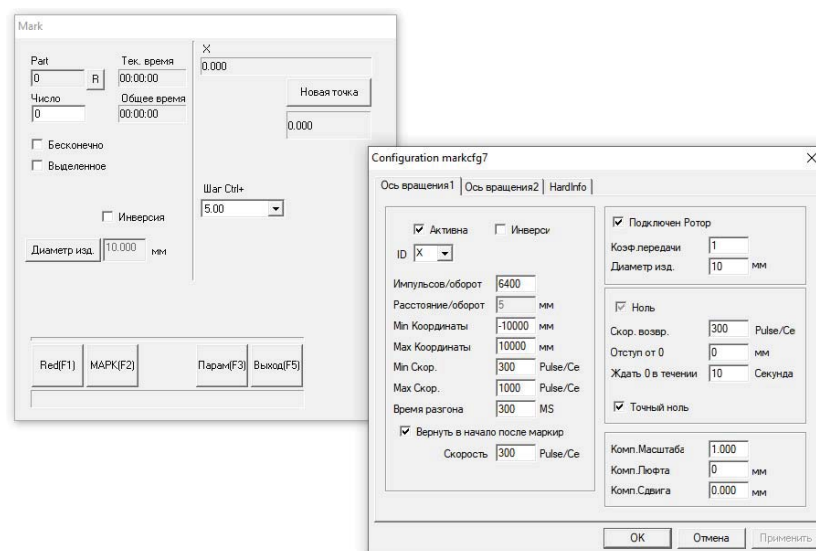 Mark
Part Тек. время
0 R 00:00:00
Число Общее время
0 00:00:00
Бесконечно
Выделенное
Инверсия
Диаметр изд. 10.000 мм
X
0.000
Новая точка
0.000
Шаг Ctrl+
5.00
Red(F1) МАРК(F2) Парам(F3) Выход(F5)
Configuration markcfg7
Ось вращения1 Ось вращения2 HardInfo
Активна Инверси
ID X
Импульсов/оборот 6400
Расстояние/оборот 5 мм
Min Координаты -10000 мм
Max Координаты 10000 мм
Min Скор. 300 Pulse/Се
Max Скор. 1000 Pulse/Се
Время разгона 300 MS
Вернуть в начало после маркир
Скорость 300 Pulse/Се
Подключен Ротор
Коэф.передачи 1
Диаметр изд. 10 мм
Ноль
Скор. возвр. 300 Pulse/Се
Отступ от 0 0 мм
Ждать 0 в течении 10 Секунда
Точный ноль
Комп.Масштаба 1.000
Комп.Люфта 0 мм
Комп.Сдвига 0.000 мм
OK Отмена Применить